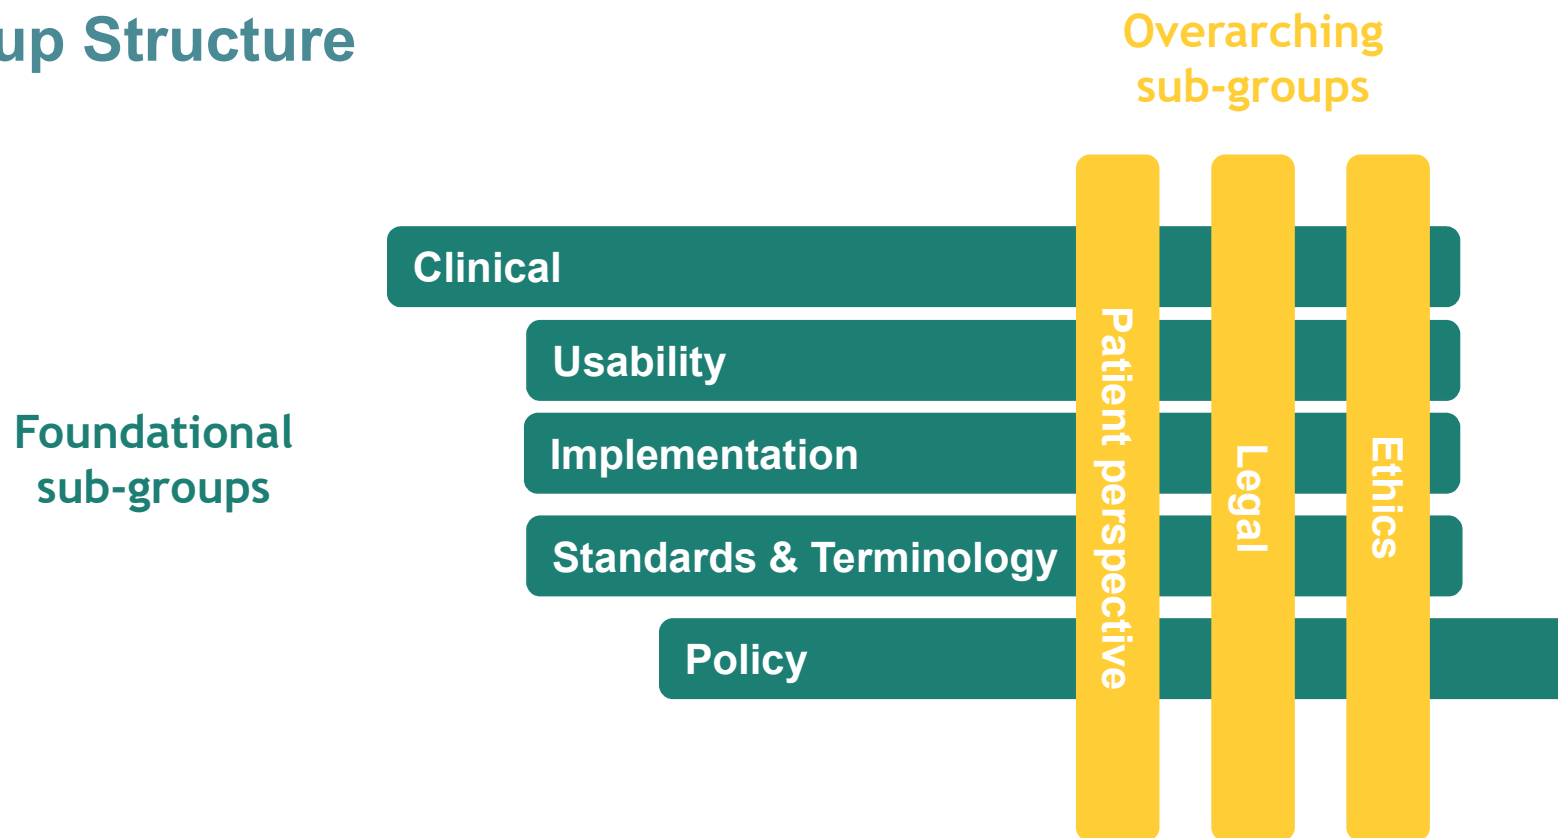 up Structure
Overarching
sub-groups
Clinical
Usability
Implementation
Standards & Terminology
Policy
Foundational
sub-groups
Patient perspective
Legal
Ethics